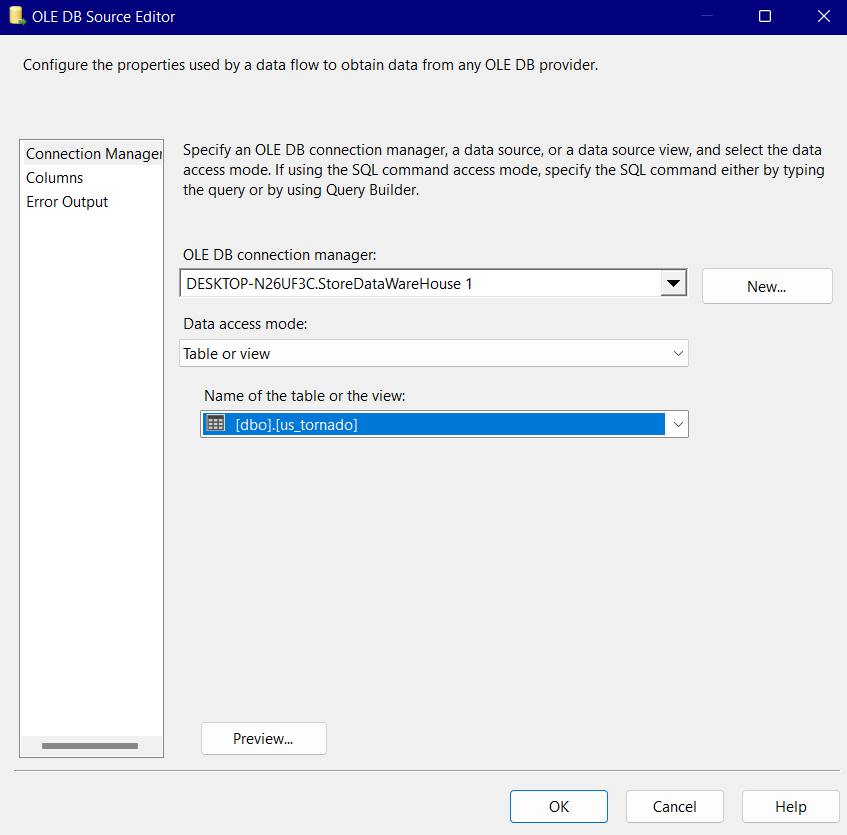 OLE DB Source Editor
Configure the properties used by a data flow to obtain data from any OLE DB provider.
Connection Manager
Columns
Error Output
Specify an OLE DB connection manager, a data source, or a data source view, and select the data
access mode. If using the SQL command access mode, specify the SQL command either by typing
the query or by using Query Builder.
OLE DB connection manager:
DESKTOP-N26UF3C.StoreDataWareHouse 1
New...
Data access mode:
Table or view
Name of the table or the view:
[dbo].[us_tornado]
Preview...
OK
Cancel
Help